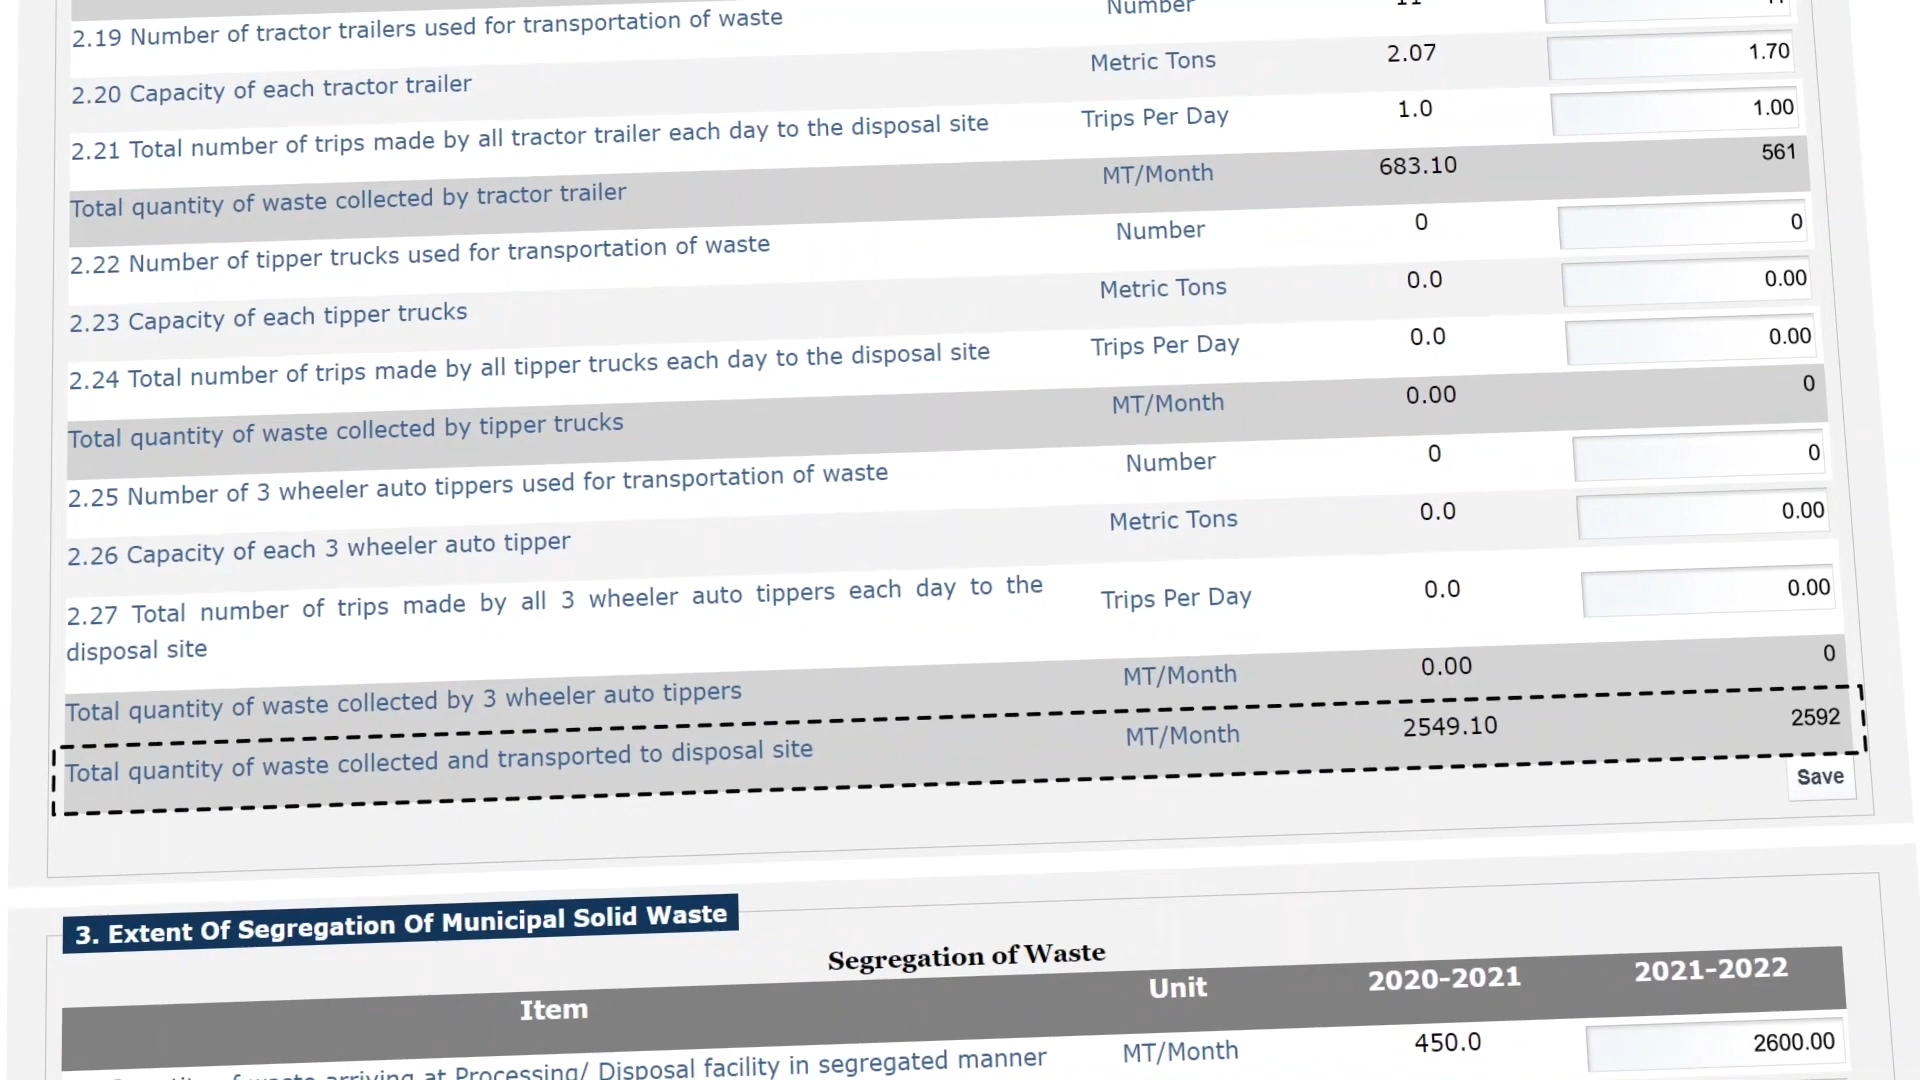 2.19 Number of tractor trailers used for transportation of waste Number 11
2.20 Capacity of each tractor trailer Metric Tons 2.07 1.70
2.21 Total number of trips made by all tractor trailer each day to the disposal site Trips Per Day 1.0 1.00
Total quantity of waste collected by tractor trailer MT/Month 683.10 561
2.22 Number of tipper trucks used for transportation of waste Number 0 0
2.23 Capacity of each tipper trucks Metric Tons 0.0 0.00
2.24 Total number of trips made by all tipper trucks each day to the disposal site Trips Per Day 0.0 0.00
Total quantity of waste collected by tipper trucks MT/Month 0.00 0
2.25 Number of 3 wheeler auto tippers used for transportation of waste Number 0 0
2.26 Capacity of each 3 wheeler auto tipper Metric Tons 0.0 0.00
2.27 Total number of trips made by all 3 wheeler auto tippers each day to the Trips Per Day 0.0 0.00
disposal site
Total quantity of waste collected by 3 wheeler auto tippers MT/Month 0.00 0
Total quantity of waste collected and transported to disposal site MT/Month 2549.10 2592
Save
3. Extent Of Segregation Of Municipal Solid Waste
Segregation of Waste
Item Unit 2020-2021 2021-2022
of waste arriving at Processing/ Disposal facility in segregated manner MT/Month 450.0 2600.00